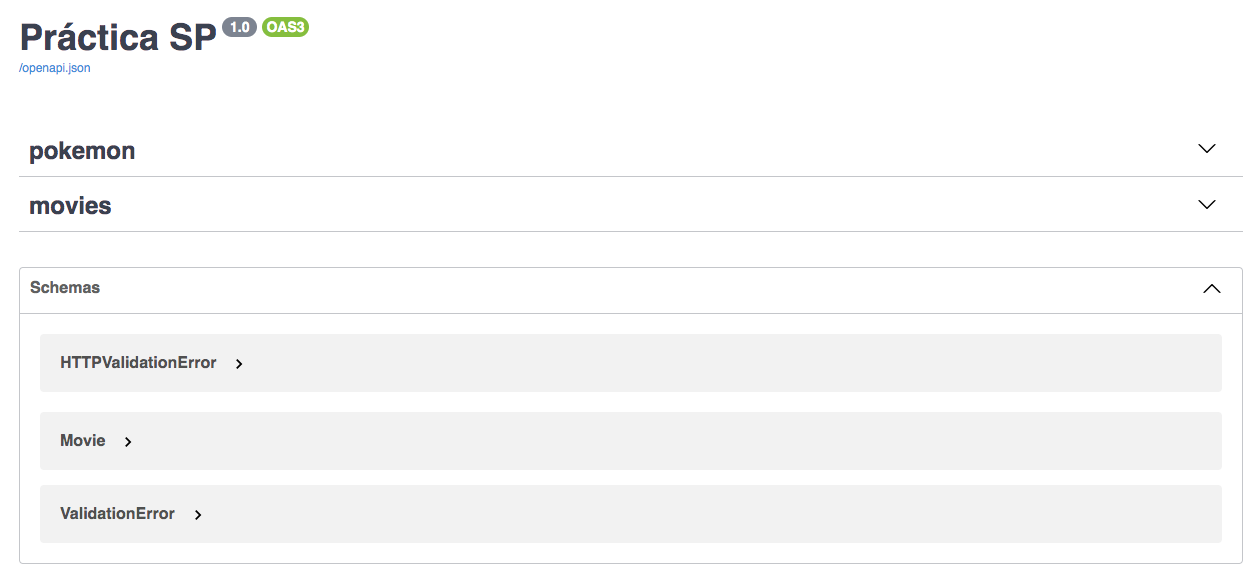 Práctica SP 1.0 OAS3
/openapi.json
pokemon
movies
Schemas
HTTPValidationError
Movie
ValidationError